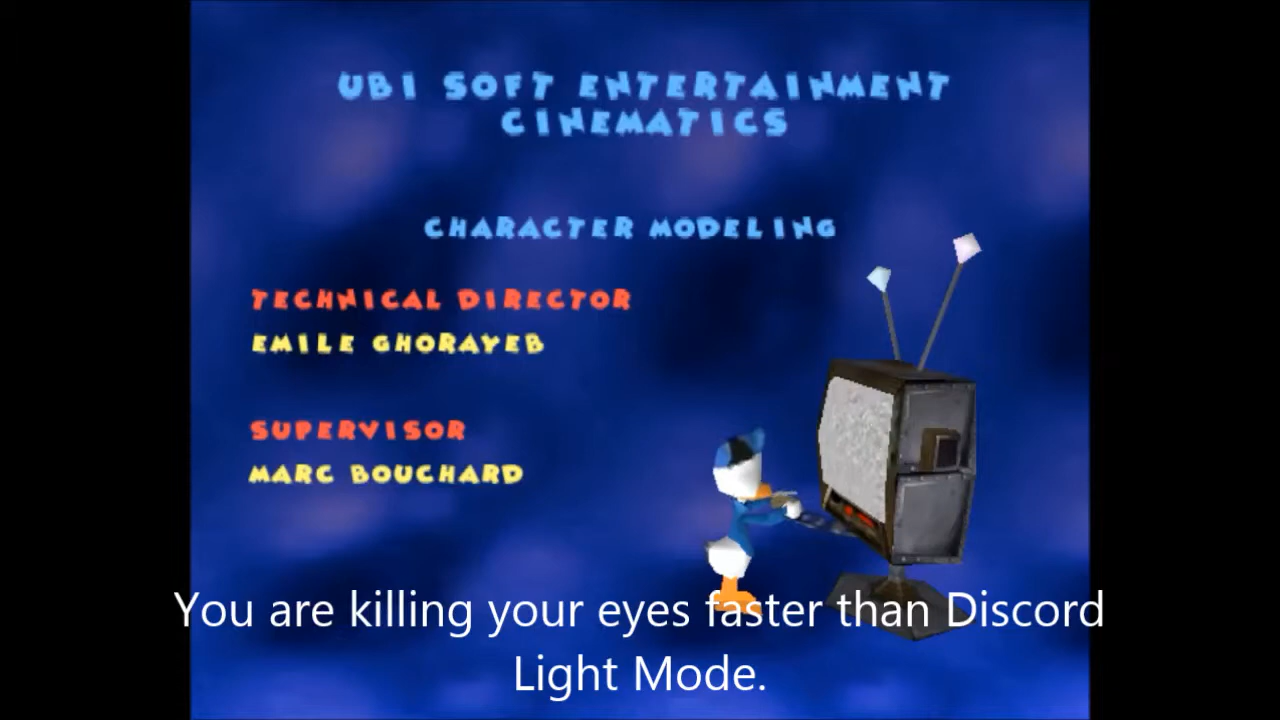 UBI SOFT ENTERTAINMENT
CINEMATICS
CHARACTER MODELING
TECHNICAL DIRECTOR
EMILE GHORAYEB
SUPERVISOR
MARC BOUCHARD
You are killing your eyes faster than Discord
Light Mode.